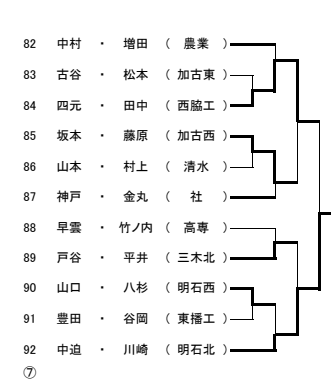 82 中村 ・ 増田 （ 農業 ）
83 古谷 ・ 松本 （ 加古東 ）
84 四元 ・ 田中 （ 西脇工 ）
85 坂本 ・ 藤原 （ 加古西 ）
86 山本 ・ 村上 （ 清水 ）
87 神戸 ・ 金丸 （ 社 ）
88 早雲 ・ 竹ノ内 （ 高専 ）
89 戸谷 ・ 平井 （ 三木北 ）
90 山口 ・ 八杉 （ 明石西 ）
91 豊田 ・ 谷岡 （ 東播工 ）
92 中迫 ・ 川崎 （ 明石北 ）
⑦